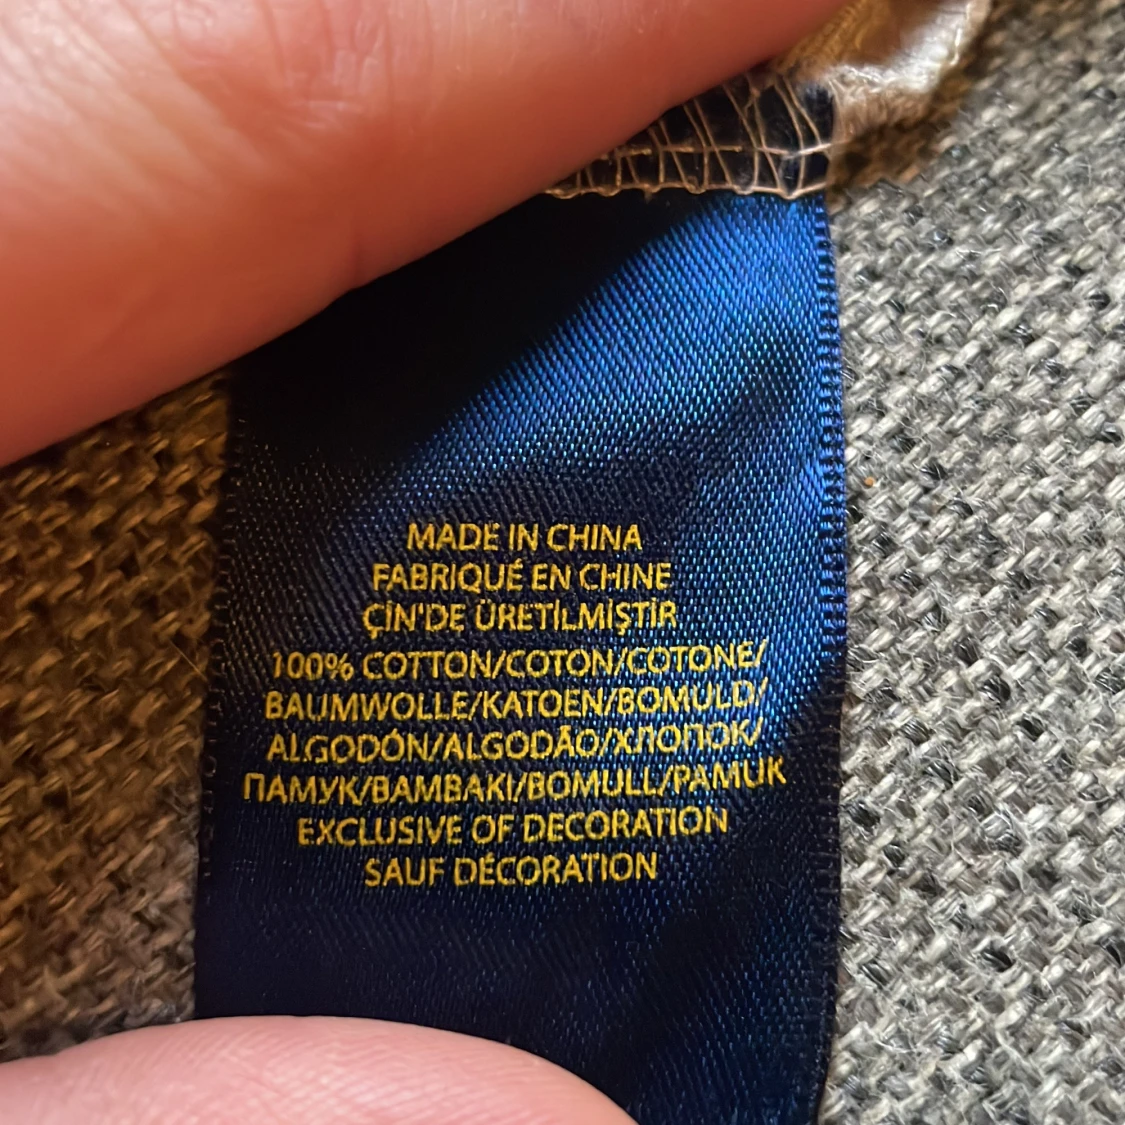 MADE IN CHINA
FABRIQUÉ EN CHINE
ÇİN'DE ÜRETİLMİŞTİR
100% COTTON/COTON/COTONE/
BAUMWOLLE/KATOEN/BOMULD/
ALGODÓN/ALGODÃO/ХЛОПОК/
ПАМУК/ΒΑΜΒΑΚΙ/BOMULL/PAMUK
EXCLUSIVE OF DECORATION
SAUF DÉCORATION